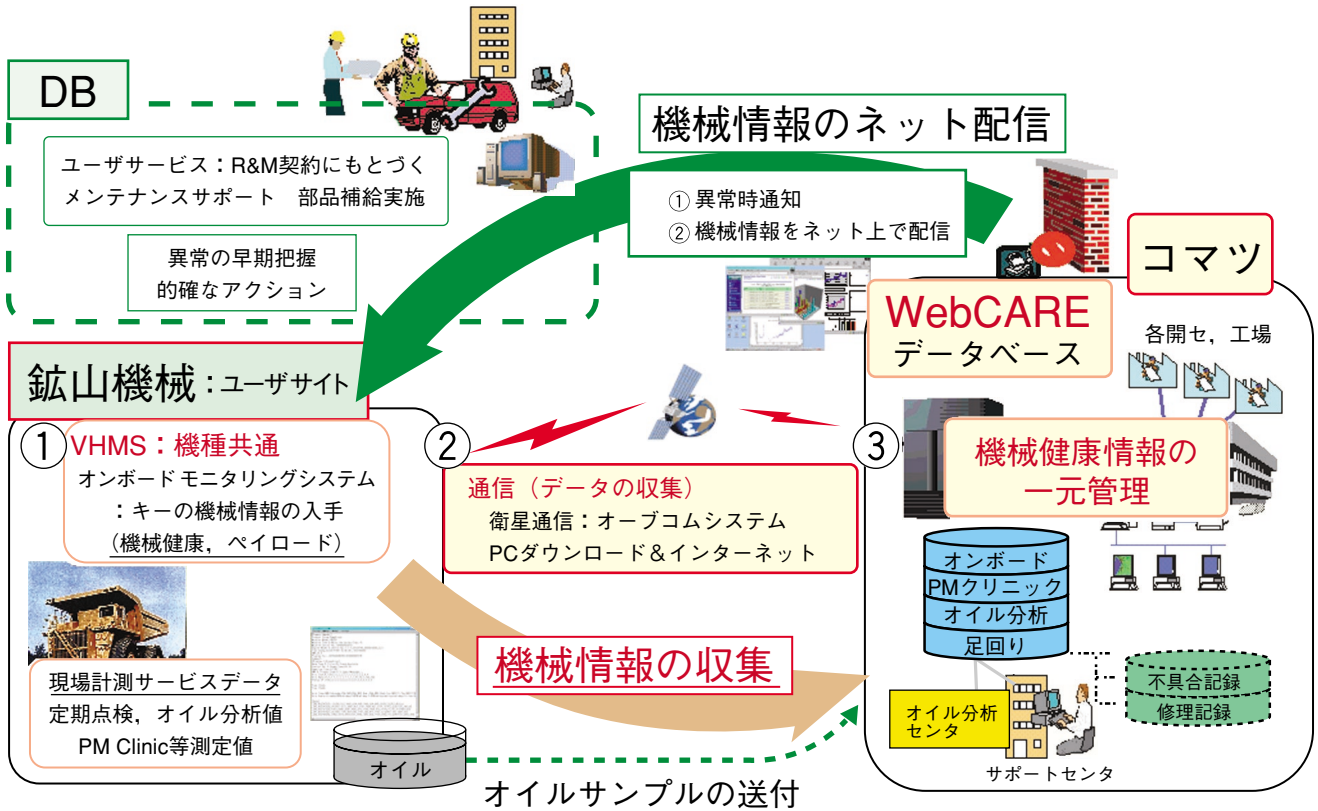 DB
ユーザサービス：R&M契約にもとづく
メンテナンスサポート　部品補給実施
異常の早期把握
的確なアクション
機械情報のネット配信
① 異常時通知
② 機械情報をネット上で配信
コマツ
WebCARE
データベース
各開セ，工場
鉱山機械：ユーザサイト
①
VHMS：機種共通
オンボードモニタリングシステム
：キーの機械情報の入手
（機械健康，ペイロード）
②
通信（データの収集）
衛星通信：オーブコムシステム
PCダウンロード＆インターネット
③
機械健康情報の
一元管理
オンボード
PMクリニック
オイル分析
足回り
不具合記録
修理記録
機械情報の収集
現場計測サービスデータ
定期点検，オイル分析値
PM Clinic等測定値
オイル
オイル分析
センタ
サポートセンタ
オイルサンプルの送付